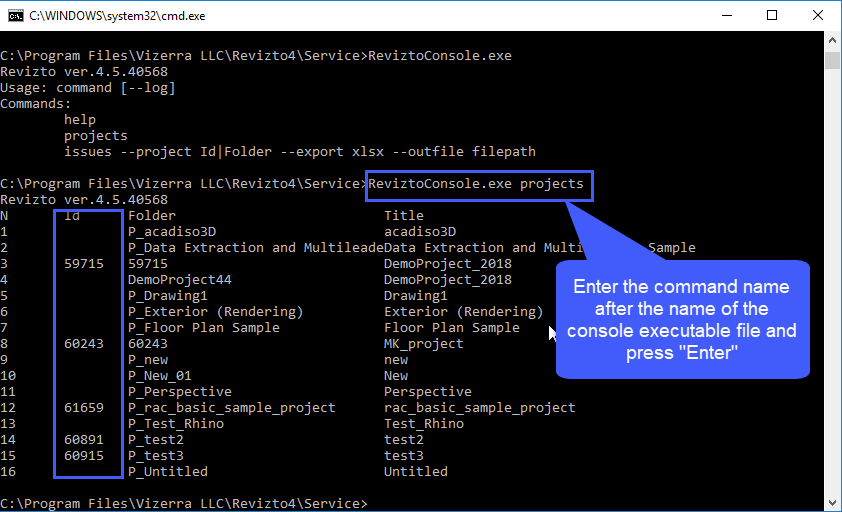 C:\WINDOWS\system32\cmd.exe
C:\Program Files\Vizerra LLC\Revizto4\Service>ReviztoConsole.exe
Revizto ver.4.5.40568
Usage: command [--log]
Commands:
help
projects
issues --project Id|Folder --export xlsx --outfile filepath
C:\Program Files\Vizerra LLC\Revizto4\Service>ReviztoConsole.exe projects
Revizto ver.4.5.40568
N Id Folder Title
1 P_acadiso3D acadiso3D
2 P_Data Extraction and MultileadeData Extraction and Sample
3 59715 59715 DemoProject_2018
4 DemoProject44 DemoProject_2018
5 P_Drawing1 Drawing1
6 P_Exterior (Rendering) Exterior (Rendering)
7 P_Floor Plan Sample Floor Plan Sample
8 60243 60243 MK_project
9 P_new new
10 P_New_01 New
11 P_Perspective Perspective
12 61659 P_rac_basic_sample_project rac_basic_sample_project
13 P_Test_Rhino Test_Rhino
14 60891 P_test2 test2
15 60915 P_test3 test3
16 P_Untitled Untitled
C:\Program Files\Vizerra LLC\Revizto4\Service>
Enter the command name
after the name of the
console executable file and
press "Enter"